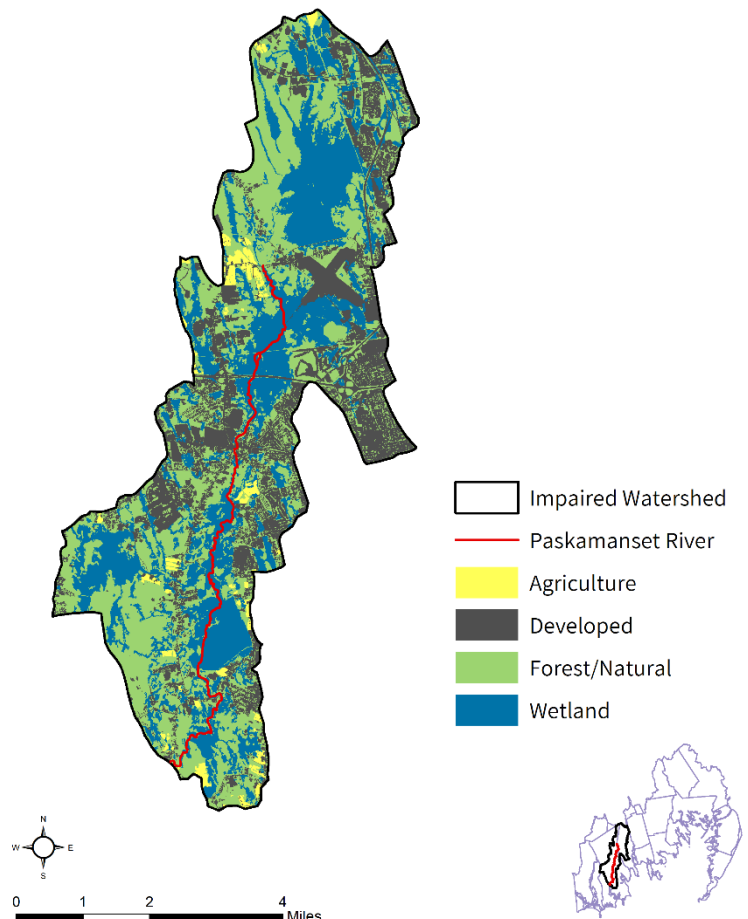 Impaired Watershed
Paskamanset River
Agriculture
Developed
Forest/Natural
Wetland
N
W E
S
0 1 2 4
Miles